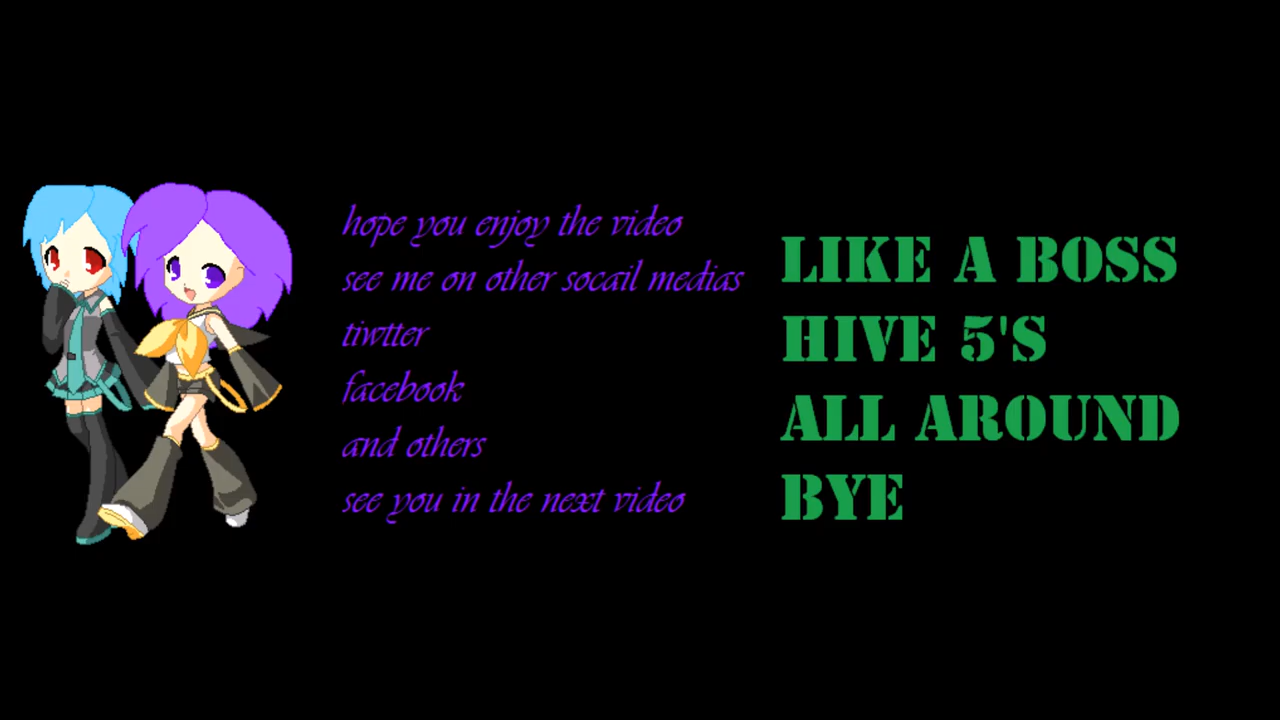 hope you enjoy the video
see me on other socail medias
tiwtter
facebook
and others
see you in the next video
LIKE A BOSS
HIVE 5'S
ALL AROUND
BYE